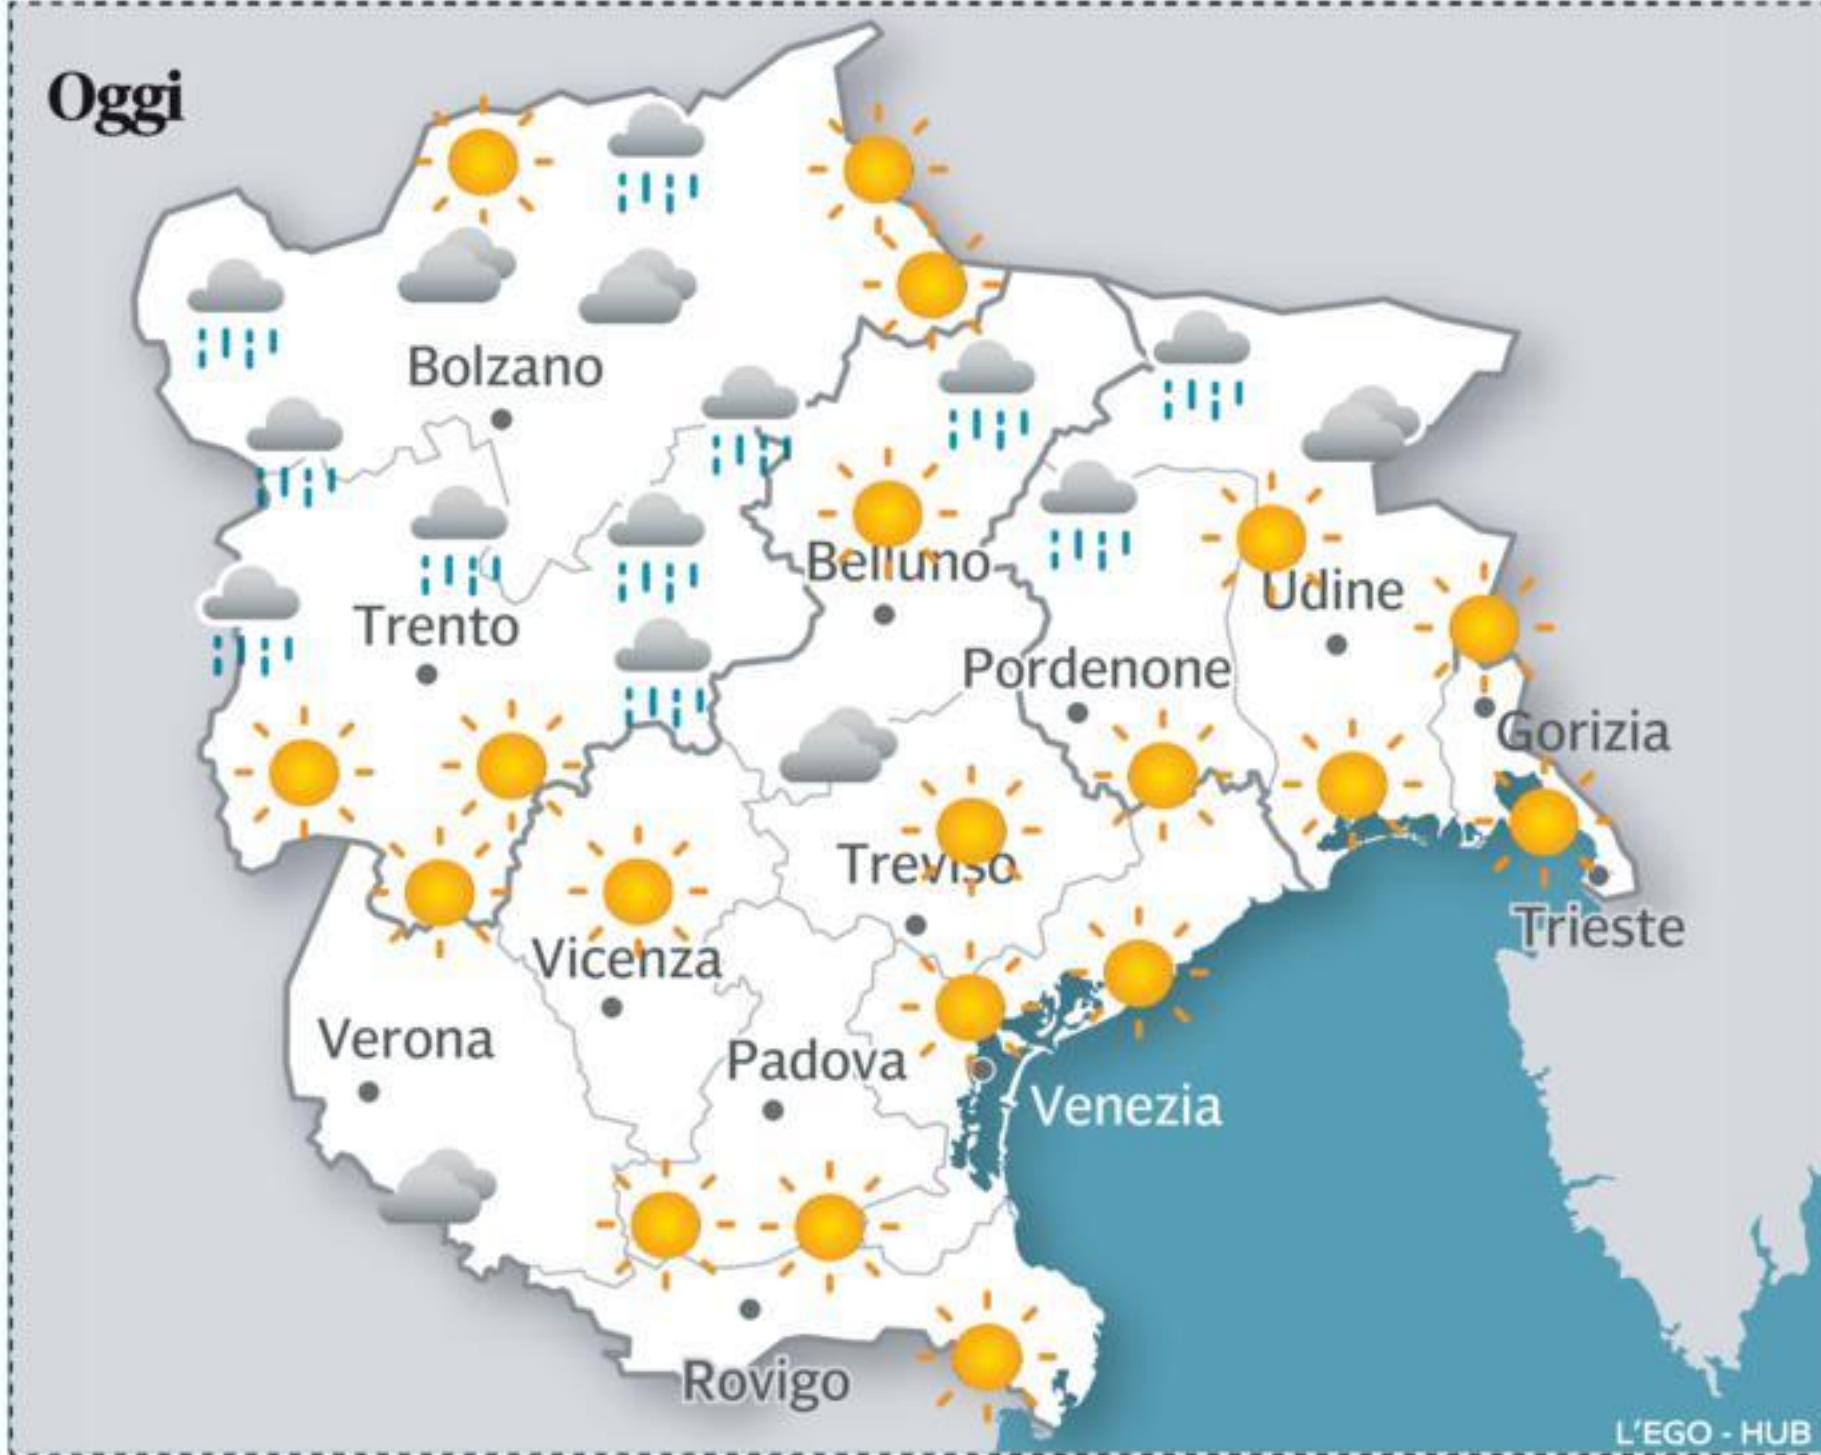 Oggi
Bolzano
Belluno
Udine
Trento
Pordenone
Gorizia
Treviso
Trieste
Vicenza
Verona
Padova
Venezia
Rovigo
L'EGO - HUB